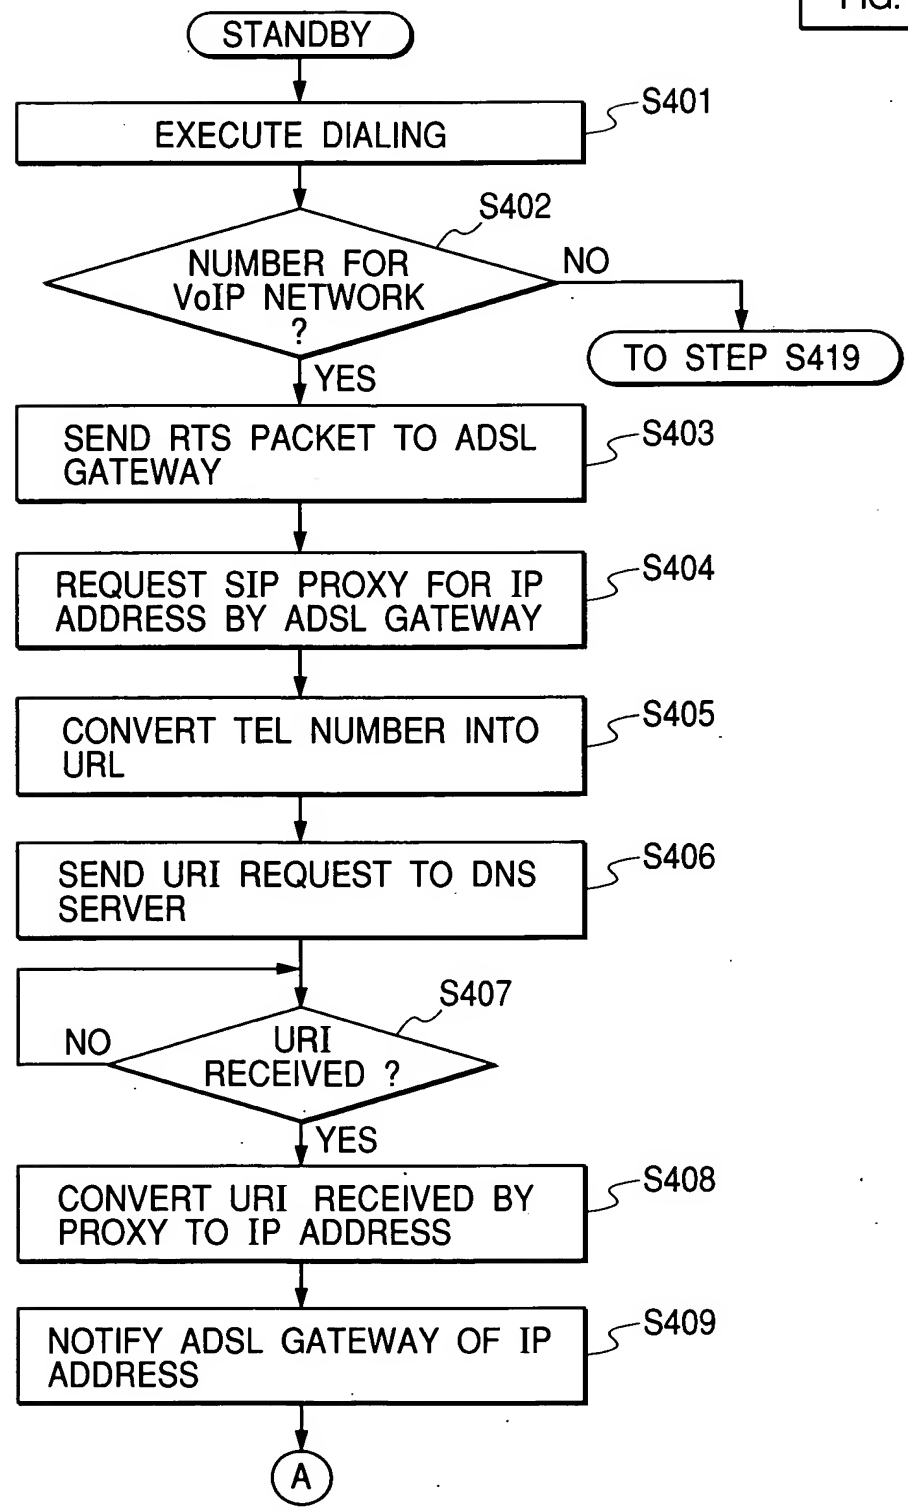 FIG.
STANDBY
S401
EXECUTE DIALING
S402
NUMBER FOR
VoIP NETWORK
?
NO
TO STEP S419
YES
S403
SEND RTS PACKET TO ADSL
GATEWAY
S404
REQUEST SIP PROXY FOR IP
ADDRESS BY ADSL GATEWAY
S405
CONVERT TEL NUMBER INTO
URL
S406
SEND URI REQUEST TO DNS
SERVER
S407
NO
URI
RECEIVED ?
YES
S408
CONVERT URI RECEIVED BY
PROXY TO IP ADDRESS
S409
NOTIFY ADSL GATEWAY OF IP
ADDRESS
A